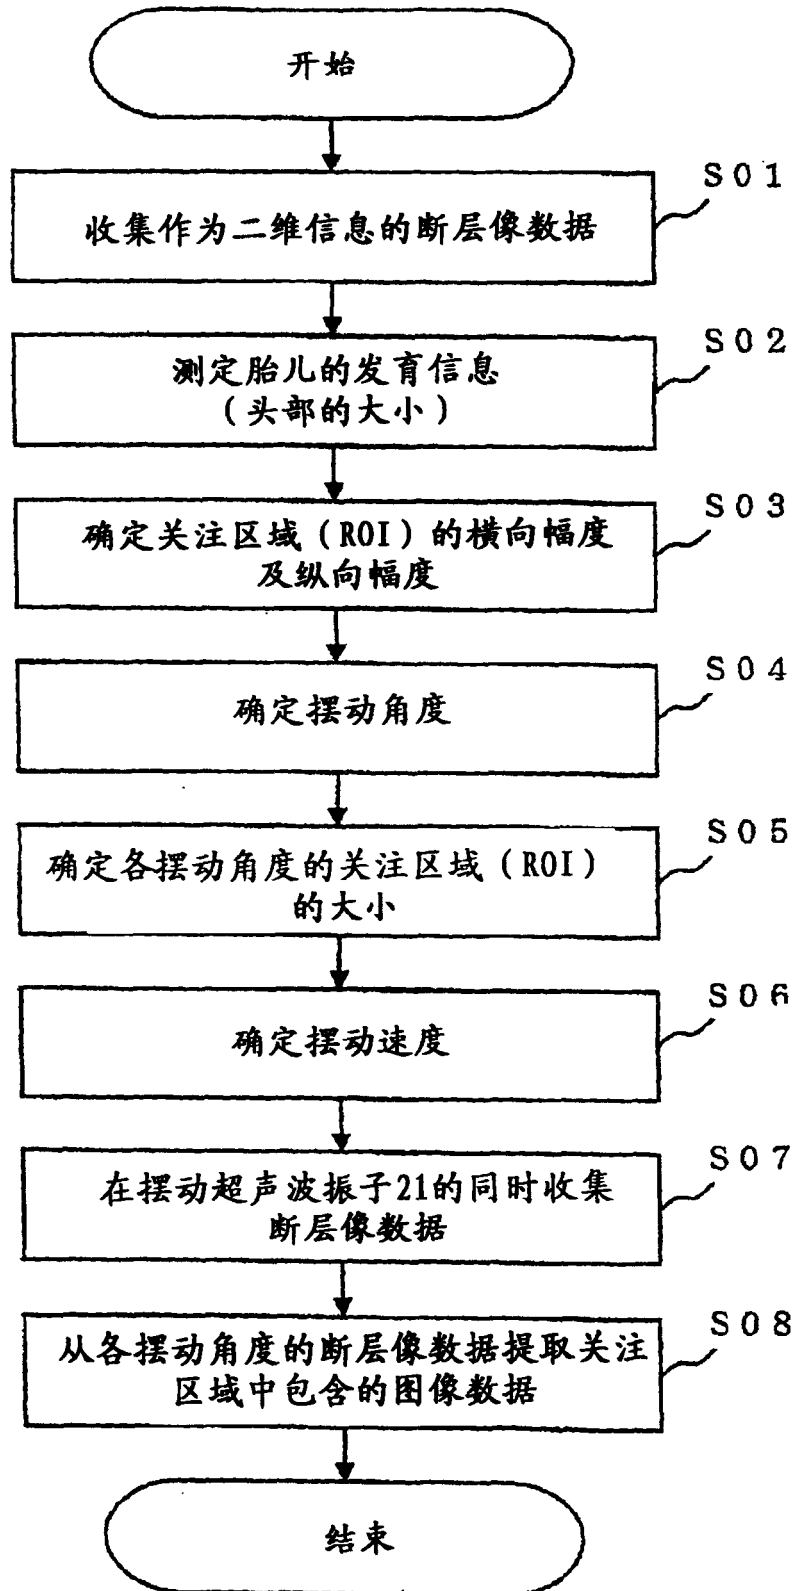 开始
S01
收集作为二维信息的断层像数据
S02
测定胎儿的发育信息
(头部的大小)
S03
确定关注区域(ROI)的横向幅度
及纵向幅度
S04
确定摆动角度
S05
确定各摆动角度的关注区域(ROI)
的大小
S06
确定摆动速度
S07
在摆动超声波振子21的同时收集
断层像数据
S08
从各摆动角度的断层像数据提取关注
区域中包含的图像数据
结束